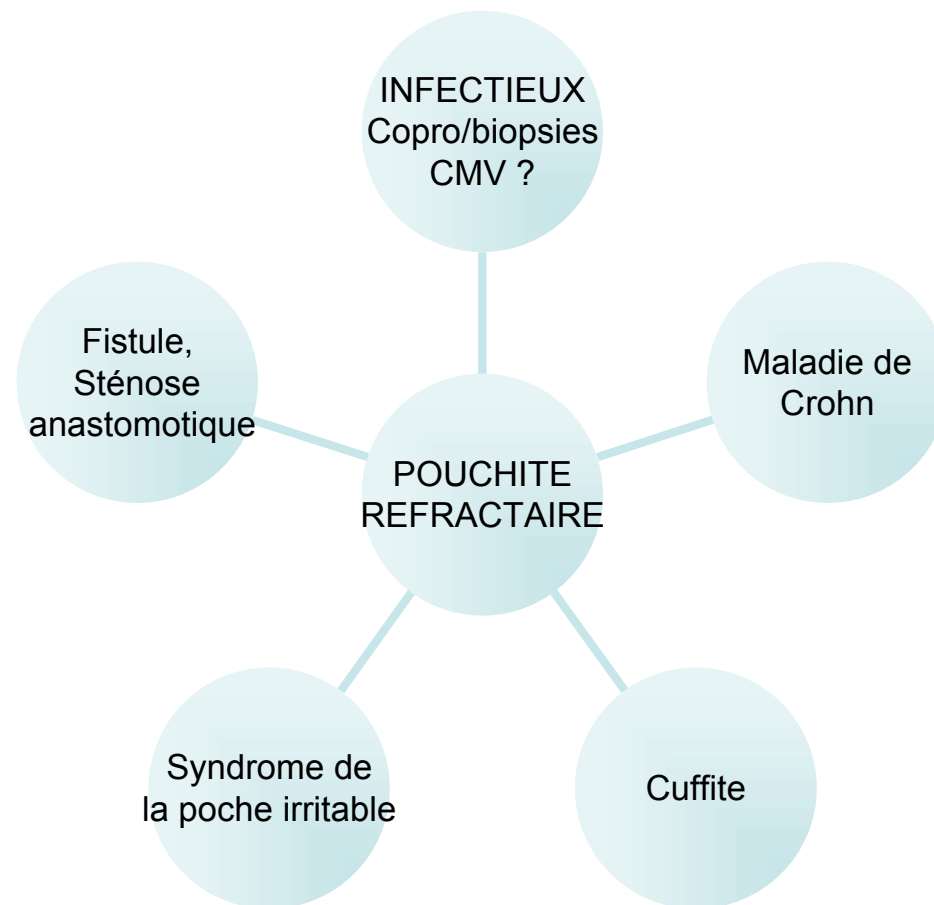 INFECTIEUX
Copro/biopsies
CMV ?
Fistule,
Sténose
anastomotique
Maladie de
Crohn
POUCHITE
REFRACTAIRE
Syndrome de
la poche irritable
Cuffite